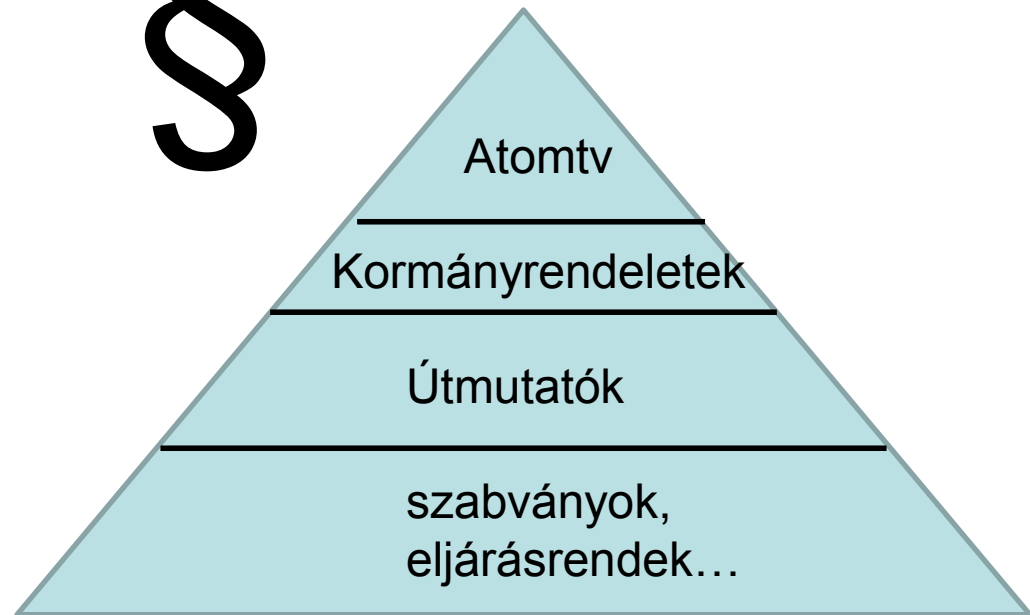 §
Atomtv
Kormányrendeletek
Útmutatók
szabványok,
eljárásrendek…